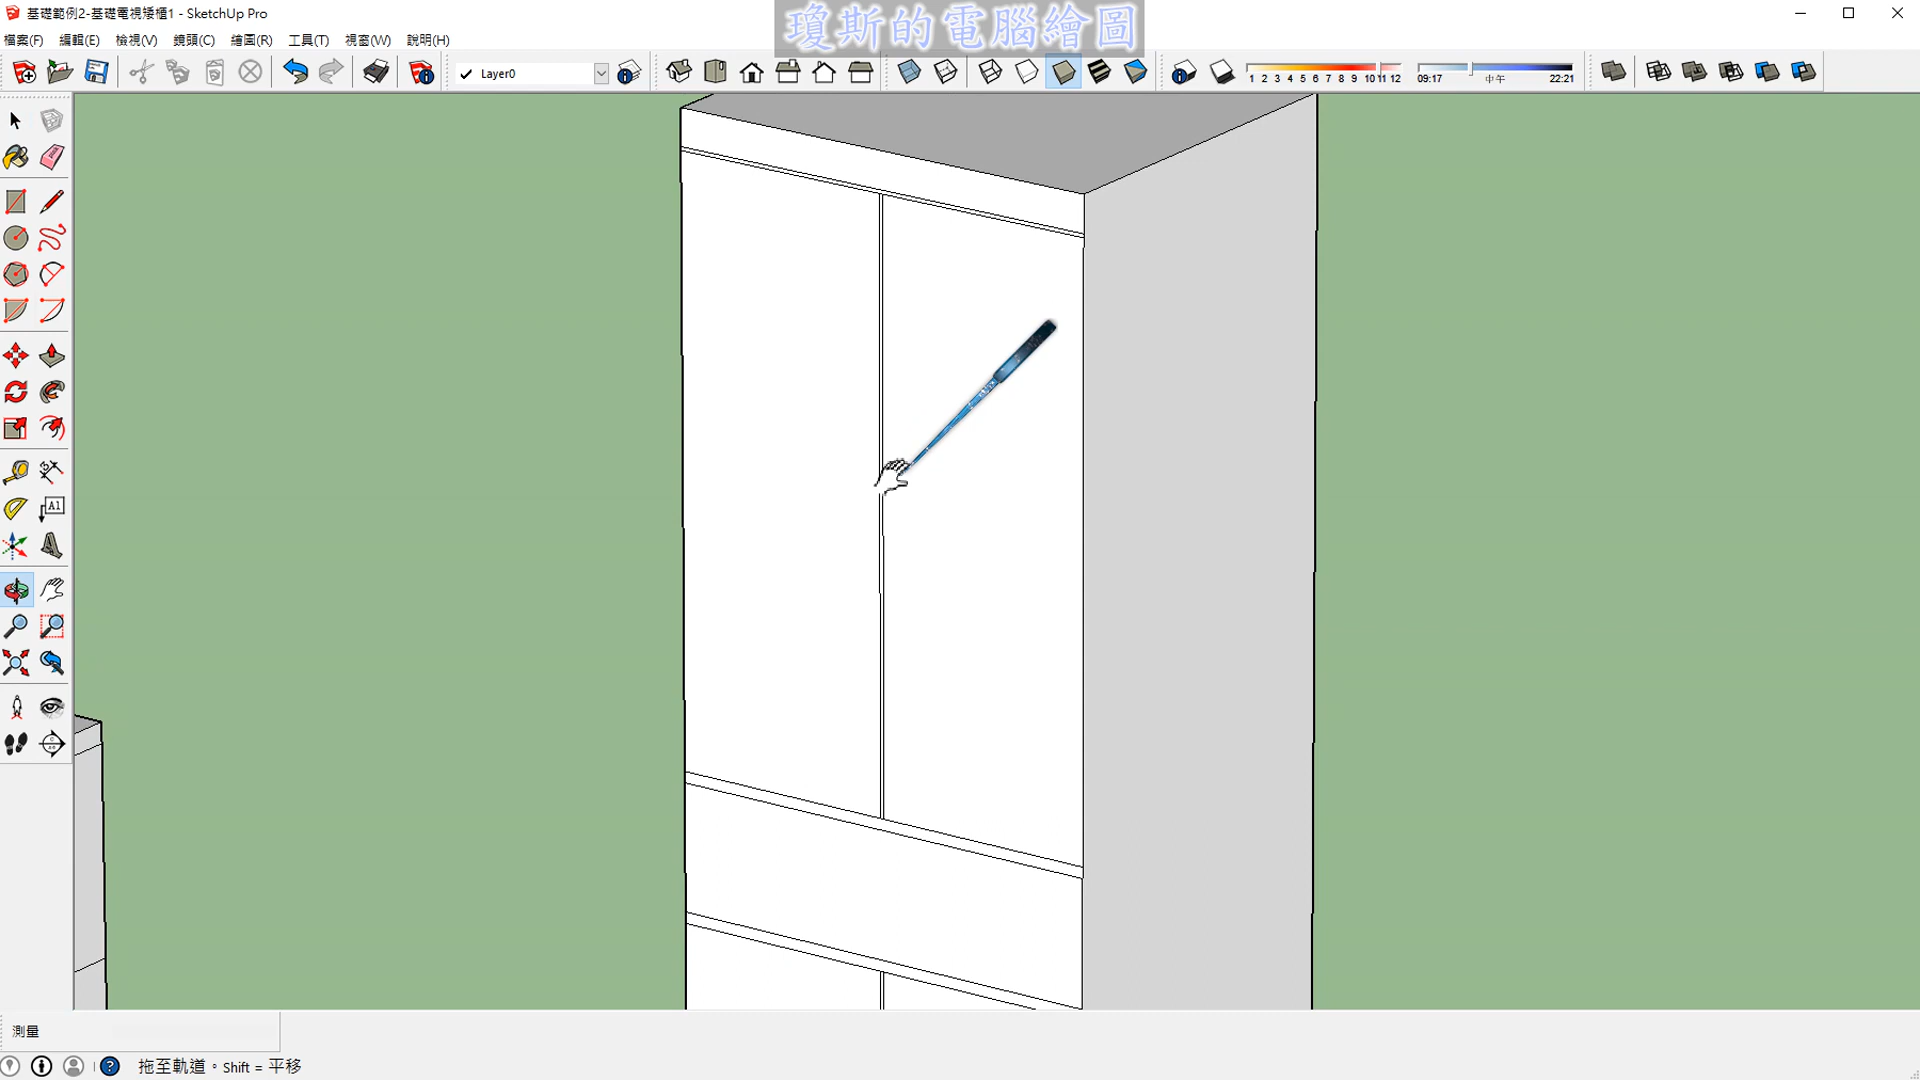 基礎範例2-基礎電視矮櫃1 - SketchUp Pro
瓊斯的電腦繪圖
檔案(F) 編輯(E) 檢視(V) 鏡頭(C) 繪圖(R) 工具(T) 視窗(W) 說明(H)
Layer0
1 2 3 4 5 6 7 8 9 10 11 12
09:17 中午 22:21
A1
測量
拖至軌道。Shift = 平移